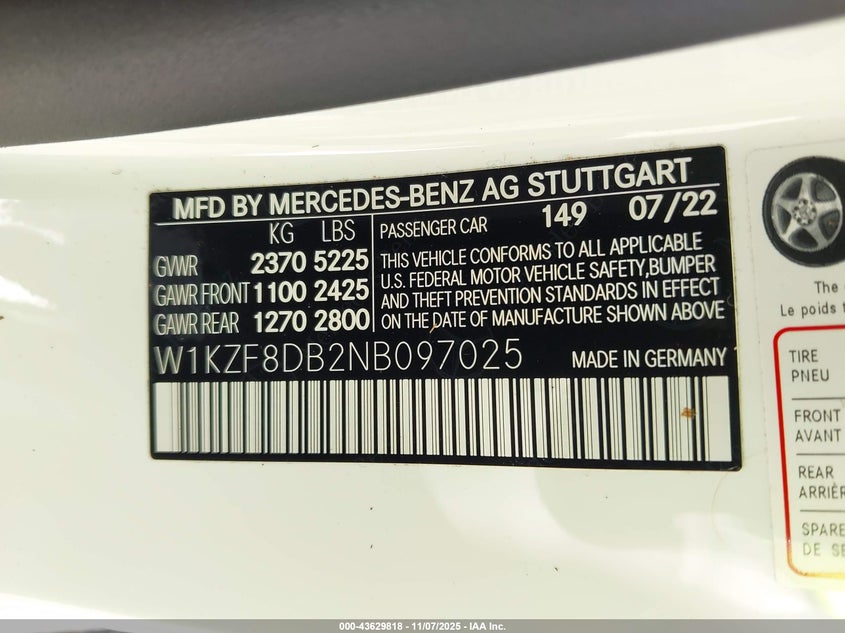 MFD BY MERCEDES-BENZ AG STUTTGART
KG LBS
PASSENGER CAR 149 07/22
GVWR 2370 5225
GAWR FRONT 1100 2425
GAWR REAR 1270 2800
THIS VEHICLE CONFORMS TO ALL APPLICABLE
U.S. FEDERAL MOTOR VEHICLE SAFETY, BUMPER
AND THEFT PREVENTION STANDARDS IN EFFECT
ON THE DATE OF MANUFACTURE SHOWN ABOVE
W1KZF8DB2NB097025
MADE IN GERMANY
The
Le poids
TIRE
PNEU
FRONT
AVANT
REAR
ARRIÈR
SPARE
DE
000-43629818 - 11/07/2025 - IAA Inc.